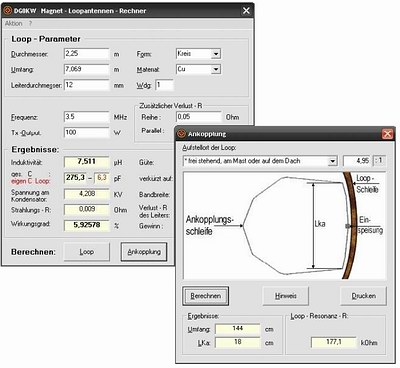 DG0KW Magnet - Loopantennen - Rechner
Aktion ?
Loop - Parameter
Durchmesser: 2,25 m Form: Kreis
Umfang: 7,069 m Material: Cu
Leiterdurchmesser: 12 mm Wdg: 1
Zusätzlicher Verlust - R
Frequenz: 3.5 MHz Reihe: 0,05 Ohm
Tx-Output: 100 W Parallel:
Ergebnisse:
Induktivität: 7,511 µH Güte:
ges. C :
eigen C Loop: 275,3 – 6,3 pF verkürzt auf:
Spannung am
Kondensator: 4,208 KV Bandbreite:
Strahlungs - R: 0,009 Ohm Verlust - R
des Leiters:
Wirkungsgrad: 5,92578 % Gewinn :
Berechnen: Loop Ankopplung
Ankopplung
Aufstellort der Loop:
* frei stehend, am Mast oder auf dem Dach 4,95 : 1
Loop -
Schleife
Ankopplungs-
schleife
Lka
Ein-
speisung
Berechnen Hinweis Drucken
Ergebnisse: Loop - Resonanz - R:
Umfang: 144 cm 177,1 kOhm
LKa: 18 cm